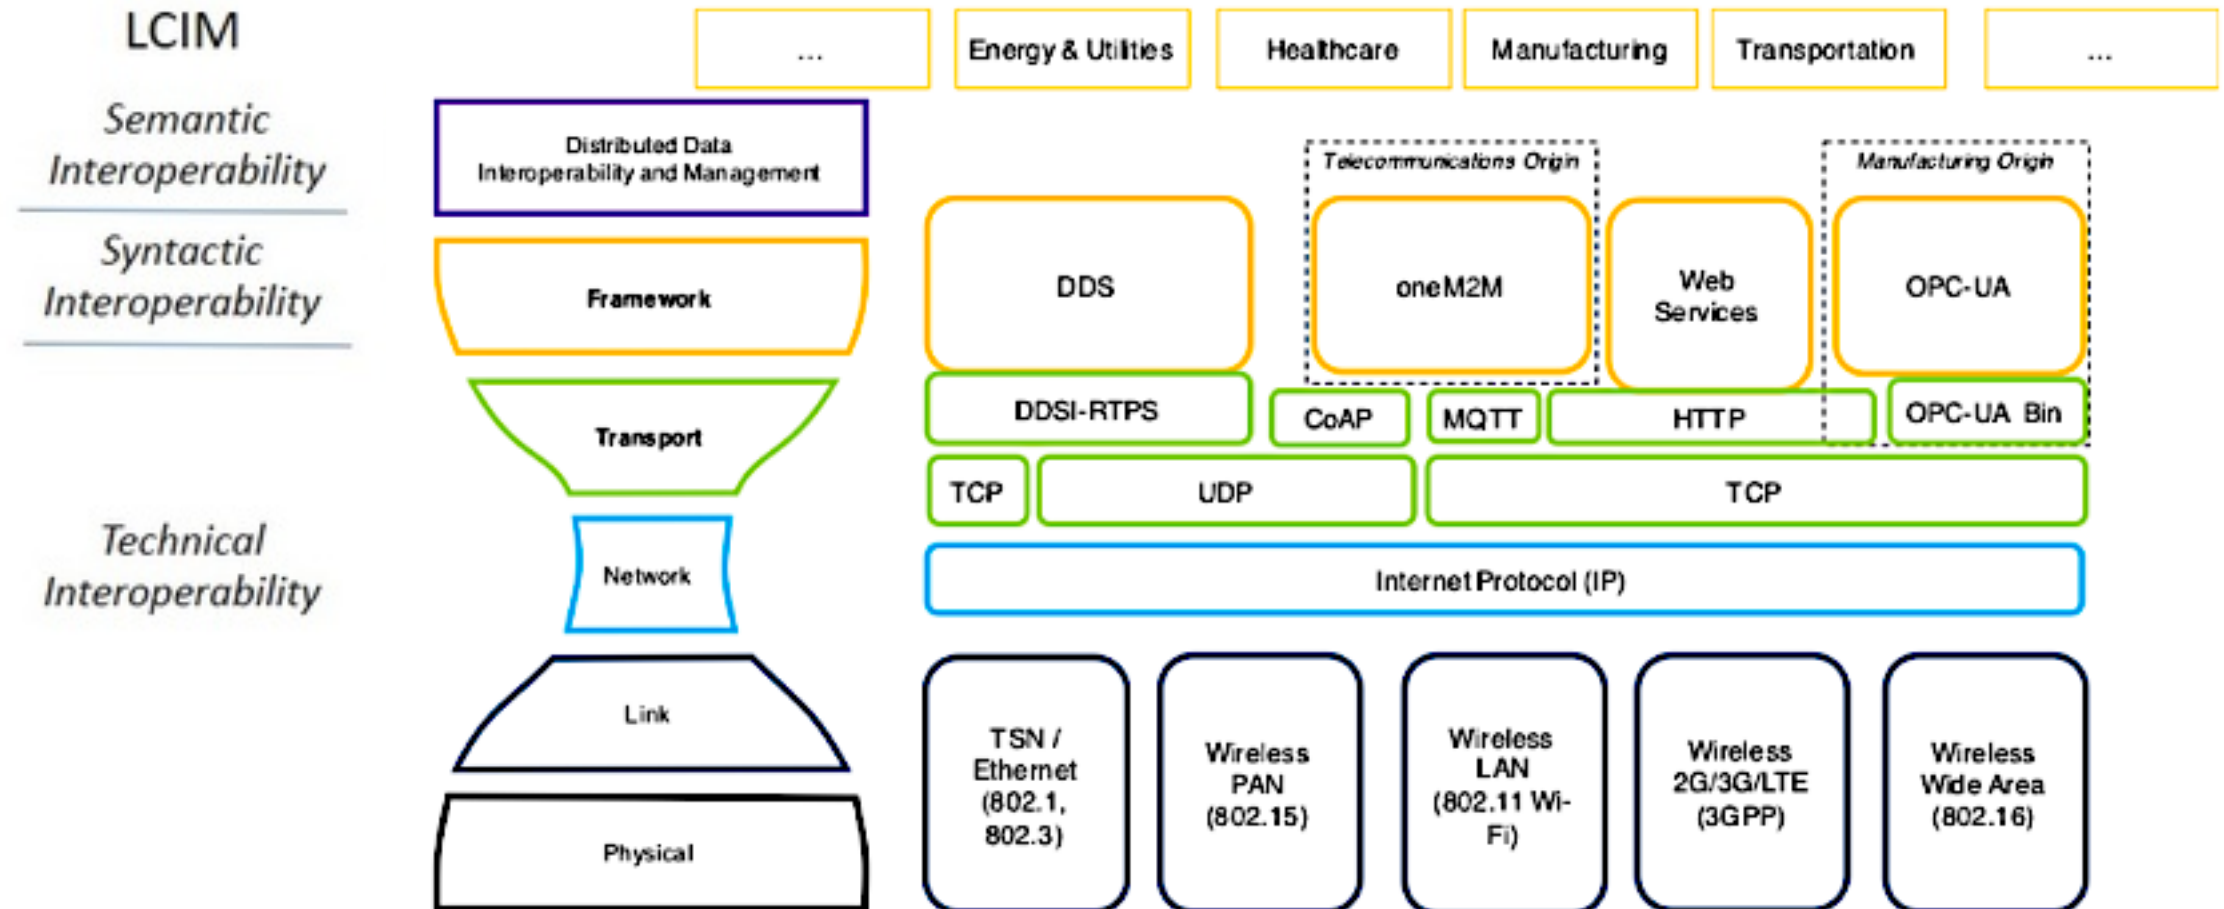 LCIM
...
Energy & Utilities
Healthcare
Manufacturing
Transportation
...
Semantic
Interoperability
Distributed Data
Interoperability and Management
Telecommunications Origin
Manufacturing Origin
Syntactic
Interoperability
Framework
DDS
oneM2M
Web
Services
OPC-UA
Transport
DDSI-RTPS
CoAP
MQTT
HTTP
OPC-UA Bin
TCP
UDP
TCP
Technical
Interoperability
Network
Internet Protocol (IP)
Link
TSN /
Ethernet
(802.1,
802.3)
Wireless
PAN
(802.15)
Wireless
LAN
(802.11 Wi-
Fi)
Wireless
2G/3G/LTE
(3GPP)
Wireless
Wide Area
(802.16)
Physical